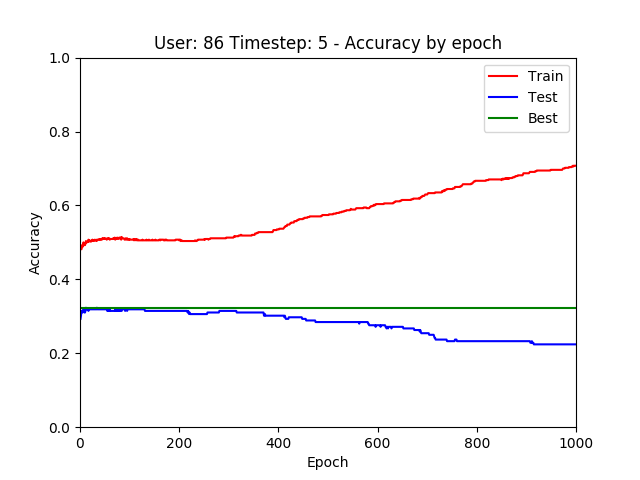 User: 86 Timestep: 5 - Accuracy by epoch
1.0
0.8
0.6
0.4
0.2
0.0
Accuracy
Train
Test
Best
0 200 400 600 800 1000
Epoch